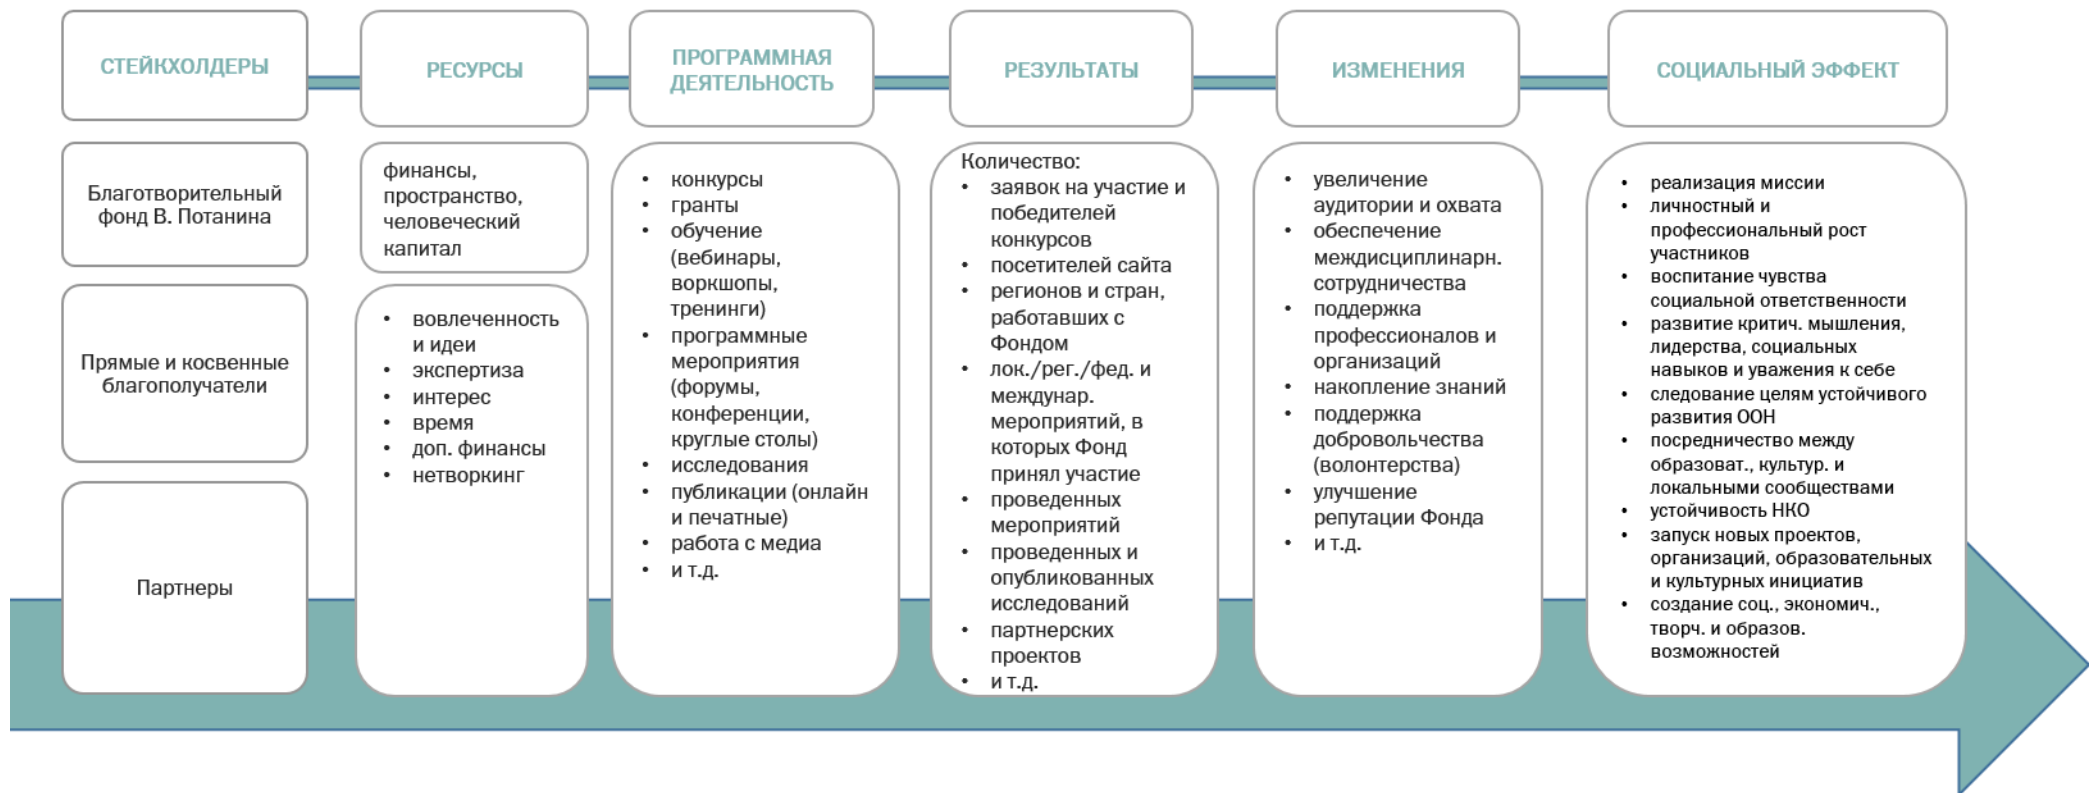 СТЕЙКХОЛДЕРЫ
РЕСУРСЫ
ПРОГРАММНАЯ
ДЕЯТЕЛЬНОСТЬ
РЕЗУЛЬТАТЫ
ИЗМЕНЕНИЯ
СОЦИАЛЬНЫЙ ЭФФЕКТ
Благотворительный
фонд В. Потанина
Прямые и косвенные
благополучатели
Партнеры
финансы,
пространство,
человеческий
капитал
• вовлеченность
и идеи
• экспертиза
• интерес
• время
• доп. финансы
• нетворкинг
• конкурсы
• гранты
• обучение
(вебинары,
воркшопы,
тренинги)
• программные
мероприятия
(форумы,
конференции,
круглые столы)
• исследования
• публикации (онлайн
и печатные)
• работа с медиа
• и т.д.
Количество:
• заявок на участие и
победителей
конкурсов
• посетителей сайта
• регионов и стран,
работавших с
Фондом
• лок./рег./фед. и
междунар.
мероприятий, в
которых Фонд
принял участие
• проведенных
мероприятий
• проведенных и
опубликованных
исследований
• партнерских
проектов
• и т.д.
• увеличение
аудитории и охвата
• обеспечение
междисциплинарн.
сотрудничества
• поддержка
профессионалов и
организаций
• накопление знаний
• поддержка
добровольчества
(волонтерства)
• улучшение
репутации Фонда
• и т.д.
• реализация миссии
• личностный и
профессиональный рост
участников
• воспитание чувства
социальной ответственности
• развитие критич. мышления,
лидерства, социальных
навыков и уважения к себе
• следование целям устойчивого
развития ООН
• посредничество между
образоват., культур. и
локальными сообществами
• устойчивость НКО
• запуск новых проектов,
организаций, образовательных
и культурных инициатив
• создание соц., экономич.,
творч. и образов.
возможностей